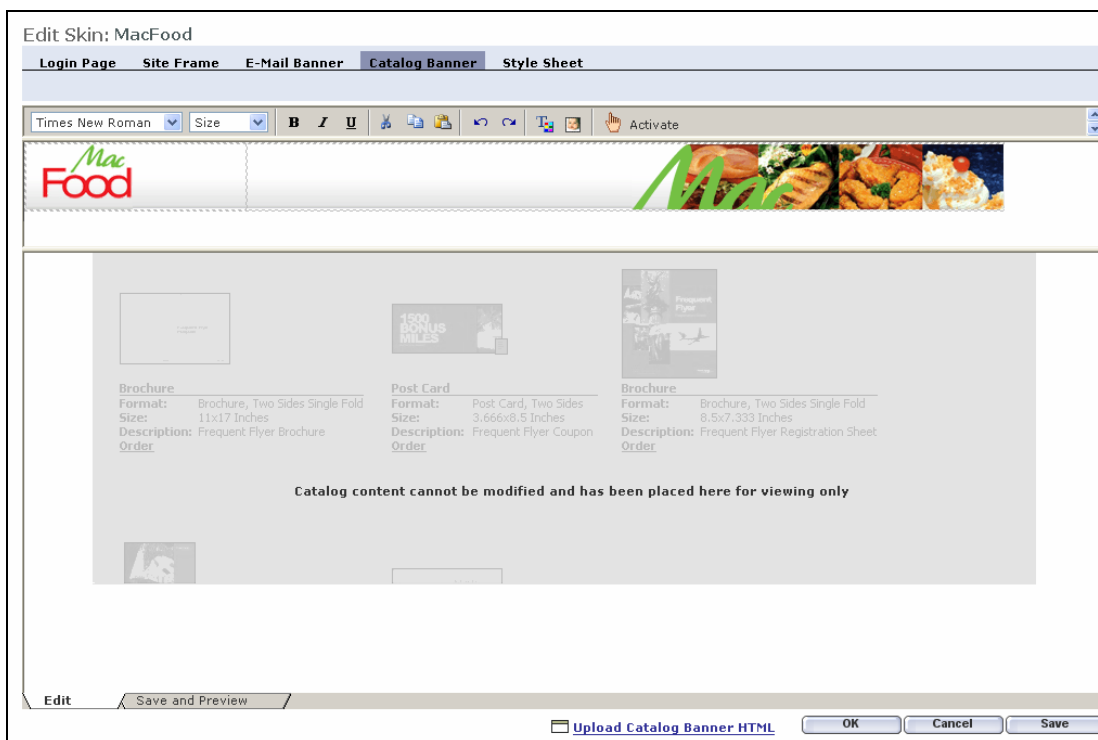 Edit Skin: MacFood
Login Page Site Frame E-Mail Banner Catalog Banner Style Sheet
Times New Roman Size B I U Activate
Mac
Food
Mac
1500
BONUS
MILES
Frequent
Flyer
Brochure Post Card Brochure
Format: Brochure, Two Sides Single Fold Format: Post Card, Two Sides Format: Brochure, Two Sides Single Fold
Size: 11x17 Inches Size: 3.666x8.5 Inches Size: 8.5x7.333 Inches
Description: Frequent Flyer Brochure Description: Frequent Flyer Coupon Description: Frequent Flyer Registration Sheet
Order Order Order
Catalog content cannot be modified and has been placed here for viewing only
Edit Save and Preview
Upload Catalog Banner HTML OK Cancel Save